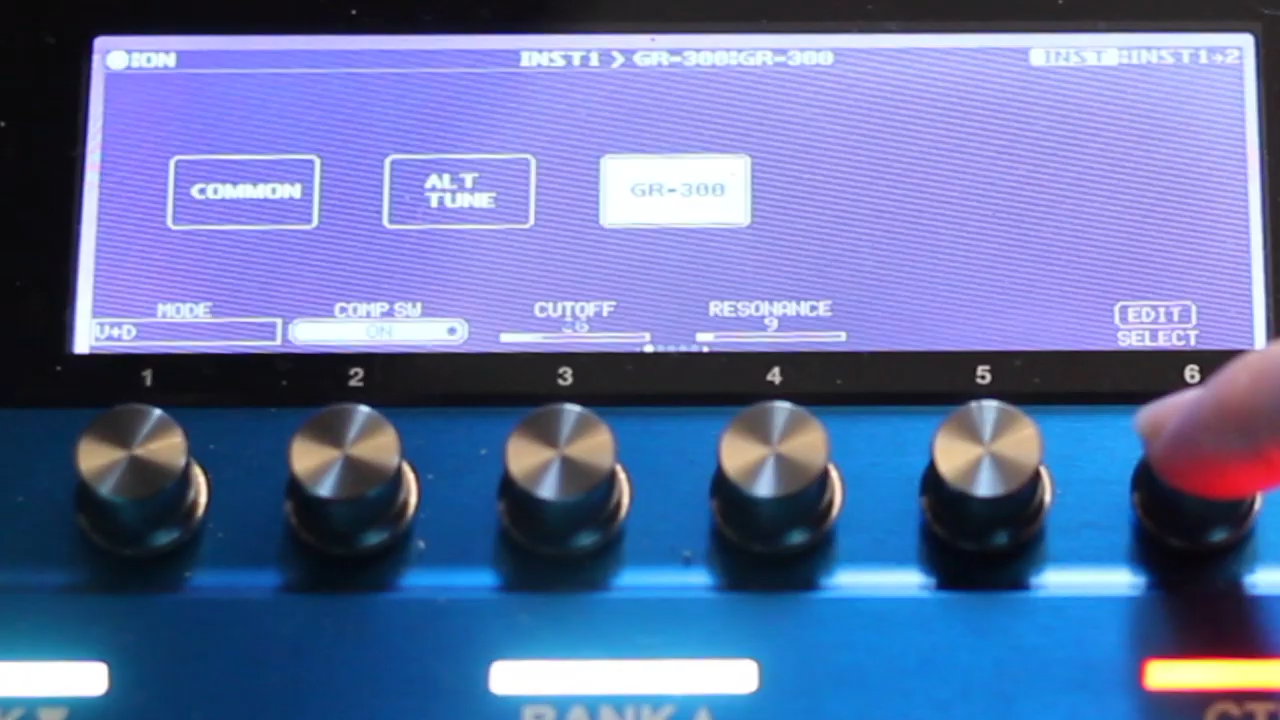 :ON INST1 > GR-300:GR-300 INST:INST1→2
COMMON
ALT
TUNE
GR-300
MODE COMP SW CUTOFF RESONANCE EDIT
V+D ON 9 SELECT
1 2 3 4 5 6
BANK▲